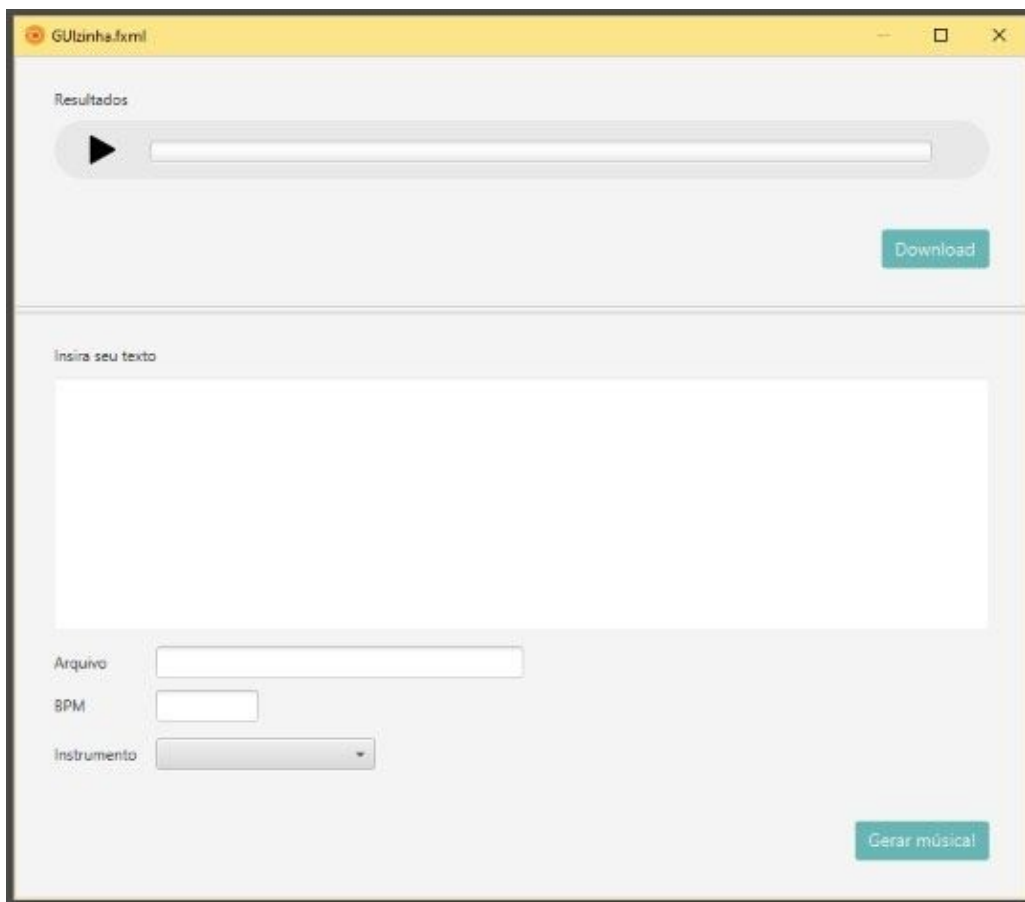 GUIzinha.fxml
Resultados
Download
Insira seu texto
Arquivo
BPM
Instrumento
Gerar música!